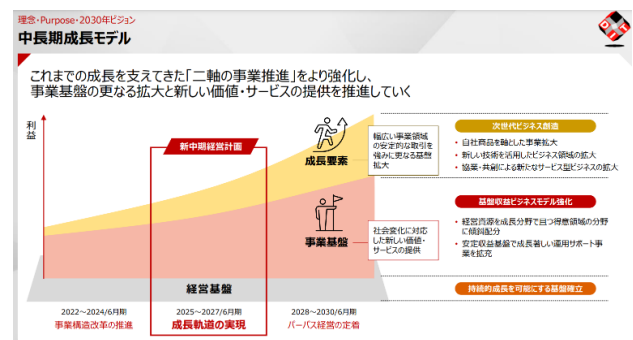 理念・Purpose・2030年ビジョン
中長期成長モデル
DIT
これまでの成長を支えてきた「二軸の事業推進」をより強化し、
事業基盤の更なる拡大と新しい価値・サービスの提供を推進していく
利益
新中期経営計画
成長要素
幅広い事業領域
の安定的な取引を
強みに更なる基盤
拡大
次世代ビジネス創造
• 自社商品を軸とした事業拡大
• 新しい技術を活用したビジネス領域の拡大
• 協業・共創による新たなサービス型ビジネスの拡大
事業基盤
社会変化に対応
した新しい価値・
サービスの提供
基盤収益ビジネスモデル強化
• 経営資源を成長分野で且つ得意領域の分野
に傾斜配分
• 安定収益基盤で成長著しい運用サポート事
業を拡充
経営基盤
持続的成長を可能にする基盤確立
2022～2024/6月期
事業構造改革の推進
2025～2027/6月期
成長軌道の実現
2028～2030/6月期
パーパス経営の定着